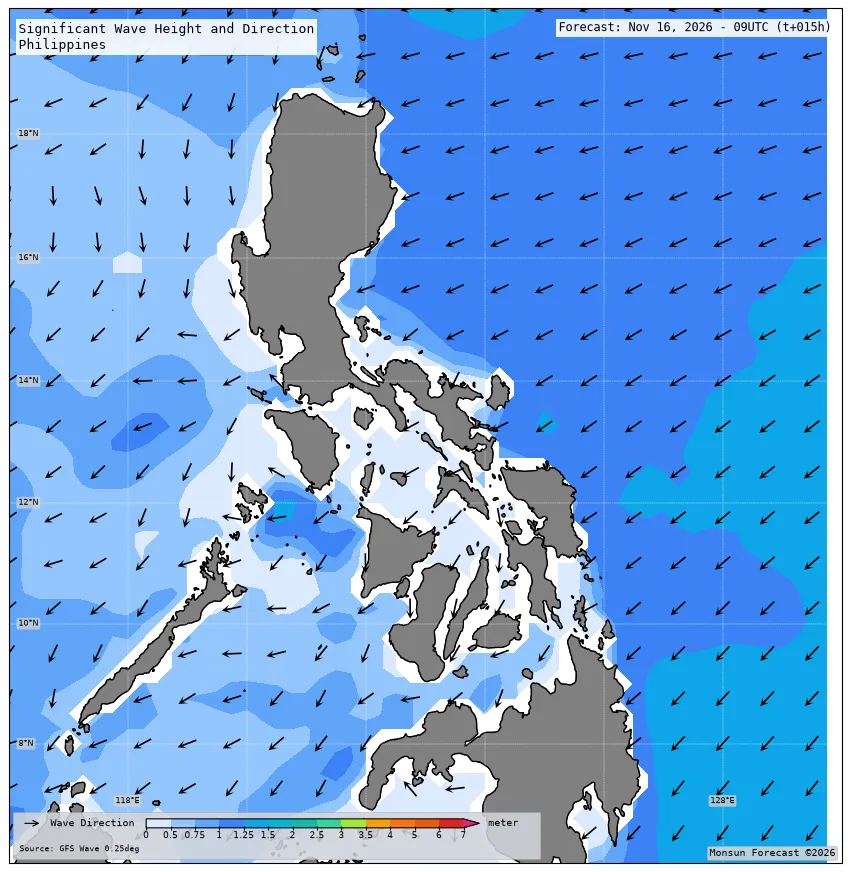 Significant Wave Height and Direction
Philippines
Forecast: Nov 16, 2026 - 09UTC (t+015h)
18°N
16°N
14°N
12°N
10°N
8°N
118°E
128°E
Wave Direction
0 0.5 0.75 1 1.25 1.5 2 2.5 3 3.5 4 5 6 7
meter
Source: GFS Wave 0.25deg
Monsun Forecast ©2026